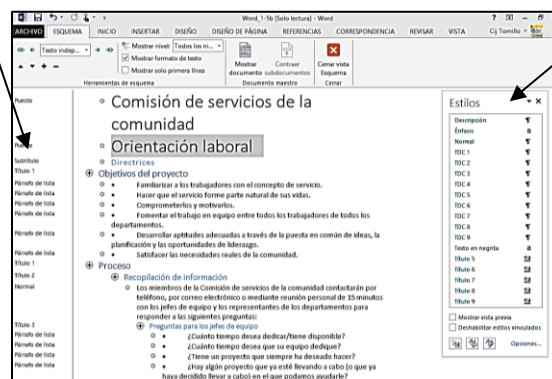 Word_1-5b (Solo lectura) - Word
ARCHIVO ESQUEMA INICIO INSERTAR DISEÑO DISEÑO DE PÁGINA REFERENCIAS CORRESPONDENCIA REVISAR VISTA Cij Tornillo
Texto indep... Mostrar nivel: Todos los ni...
Mostrar formato de texto
Mostrar solo primera línea
Mostrar documento Contraer subdocumentos Cerrar vista Esquema
Herramientas de esquema Documento maestro Cerrar
Puesto Comisión de servicios de la
comunidad
Orientación laboral
Subtítulo Directrices
Título 1 Objetivos del proyecto
Párrafo de lista • Familiarizar a los trabajadores con el concepto de servicio.
Párrafo de lista • Hacer que el servicio forme parte natural de sus vidas.
Párrafo de lista • Comprometerlos y motivarlos.
Párrafo de lista • Fomentar el trabajo en equipo entre todos los trabajadores de todos los
departamentos.
Párrafo de lista • Desarrollar aptitudes adecuadas a través de la puesta en común de ideas, la
planificación y las oportunidades de liderazgo.
Párrafo de lista • Satisfacer las necesidades reales de la comunidad.
Título 1 Proceso
Título 2 Recopilación de información
Normal Los miembros de la Comisión de servicios de la comunidad contactarán por
teléfono, por correo electrónico o mediante reunión personal de 15 minutos
con los jefes de equipo y los representantes de los departamentos para
responder a las siguientes preguntas:
Título 3 Preguntas para los jefes de equipo
Párrafo de lista • ¿Cuánto tiempo desea dedicar/tiene disponible?
Párrafo de lista • ¿Cuánto tiempo desea que su equipo dedique?
Párrafo de lista • ¿Tiene un proyecto que siempre ha deseado hacer?
Párrafo de lista • ¿Hay algún proyecto que ya esté llevando a cabo (o que ya
haya decidido llevar a cabo) en el que podamos ayudarle?
Estilos
Descripción
Énfasis
Normal
TDC 1
TDC 2
TDC 3
TDC 4
TDC 5
TDC 6
TDC 7
TDC 8
TDC 9
Texto en negrita
Título 5
Título 6
Título 7
Título 8
Título 9
Mostrar vista previa
Deshabilitar estilos vinculados
Opciones...